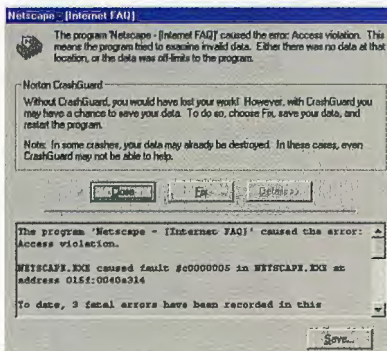 Netscape - [Internet FAQ]
The program 'Netscape - [Internet FAQ]' caused the error: Access violation. This
means the program tried to examine invalid data. Either there was no data at that
location, or the data was off-limits to the program.
Norton CrashGuard
Without CrashGuard, you would have lost your work! However, with CrashGuard you
may have a chance to save your data. To do so, choose Fix, save your data, and
restart the program.
Note: In some crashes, your data may already be destroyed. In these cases, even
CrashGuard may not be able to help.
Close Fix Details>>
The program 'Netscape - [Internet FAQ]' caused the error:
Access violation.
NETSCAPE.EXE caused fault #c0000005 in NETSCAPE.EXE at
address 015f:0040a314
To date, 3 fatal errors have been recorded in this
Save...